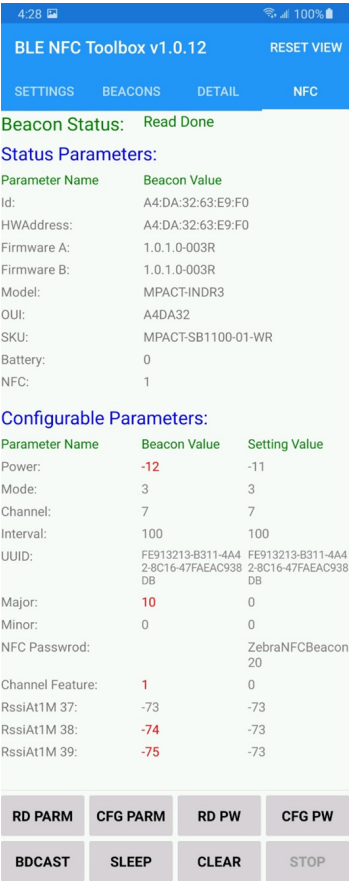 4:28 100%
BLE NFC Toolbox v1.0.12 RESET VIEW
SETTINGS BEACONS DETAIL NFC
Beacon Status: Read Done
Status Parameters:
Parameter Name Beacon Value
Id: A4:DA:32:63:E9:F0
HWAddress: A4:DA:32:63:E9:F0
Firmware A: 1.0.1.0-003R
Firmware B: 1.0.1.0-003R
Model: MPACT-INDR3
OUI: A4DA32
SKU: MPACT-SB1100-01-WR
Battery: 0
NFC: 1
Configurable Parameters:
Parameter Name Beacon Value Setting Value
Power: -12 -11
Mode: 3 3
Channel: 7 7
Interval: 100 100
UUID: FE913213-B311-4A4 FE913213-B311-4A4
2-8C16-47FAEAC938 2-8C16-47FAEAC938
DB DB
Major: 10 0
Minor: 0 0
NFC Passwrod: ZebraNFCBeacon
20
Channel Feature: 1 0
RssiAt1M 37: -73 -73
RssiAt1M 38: -74 -73
RssiAt1M 39: -75 -73
RD PARM CFG PARM RD PW CFG PW
BDCAST SLEEP CLEAR STOP